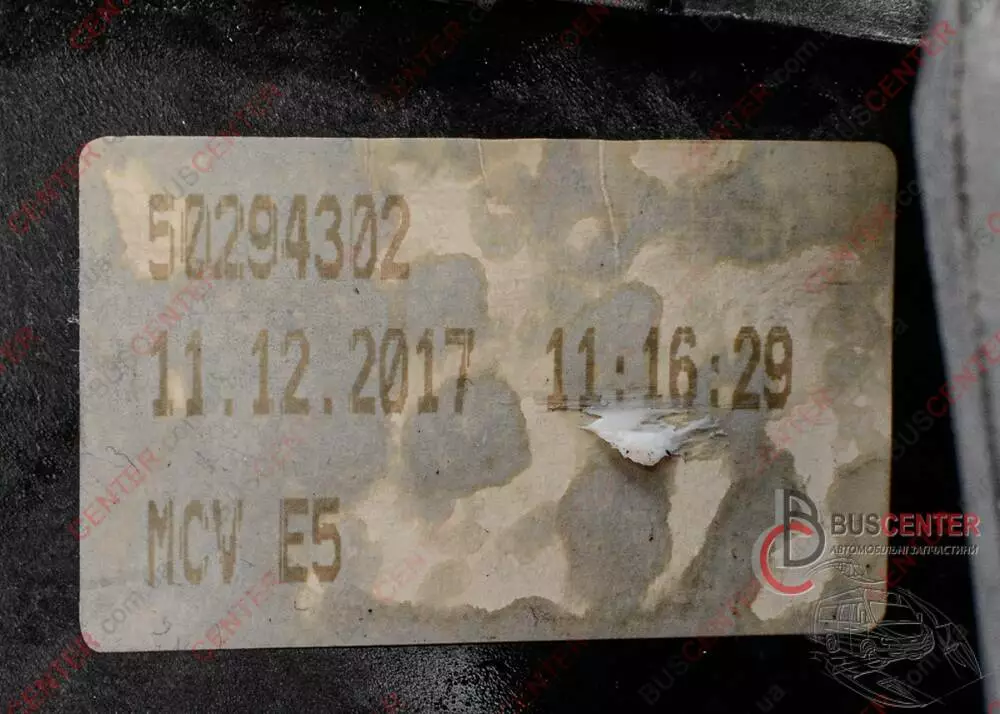 50294302
11.12.2017 11:16:29
MCV E5
BUSCENTER
АВТОМОБІЛЬНІ ЗАПЧАСТИНИ